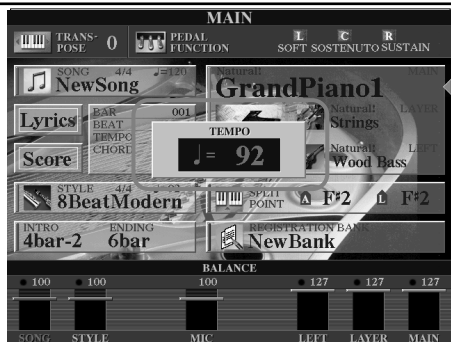 MAIN
TRANS-
POSE 0
PEDAL
FUNCTION
L C R
SOFT SOSTENUTO SUSTAIN
SONG 4/4 ♩=120
NewSong
Natural! MAIN
GrandPiano1
Lyrics
Score
BAR 001
BEAT
TEMPO
CHORD
Natural! LAYER
Strings
Natural! LEFT
Wood Bass
TEMPO
♩= 92
STYLE 4/4
8BeatModern
SPLIT
POINT A F♯2 L F♯2
INTRO ENDING
4bar-2 6bar
REGISTRATION BANK
NewBank
BALANCE
100 100 100 127 127 127
SONG STYLE MIC LEFT LAYER MAIN